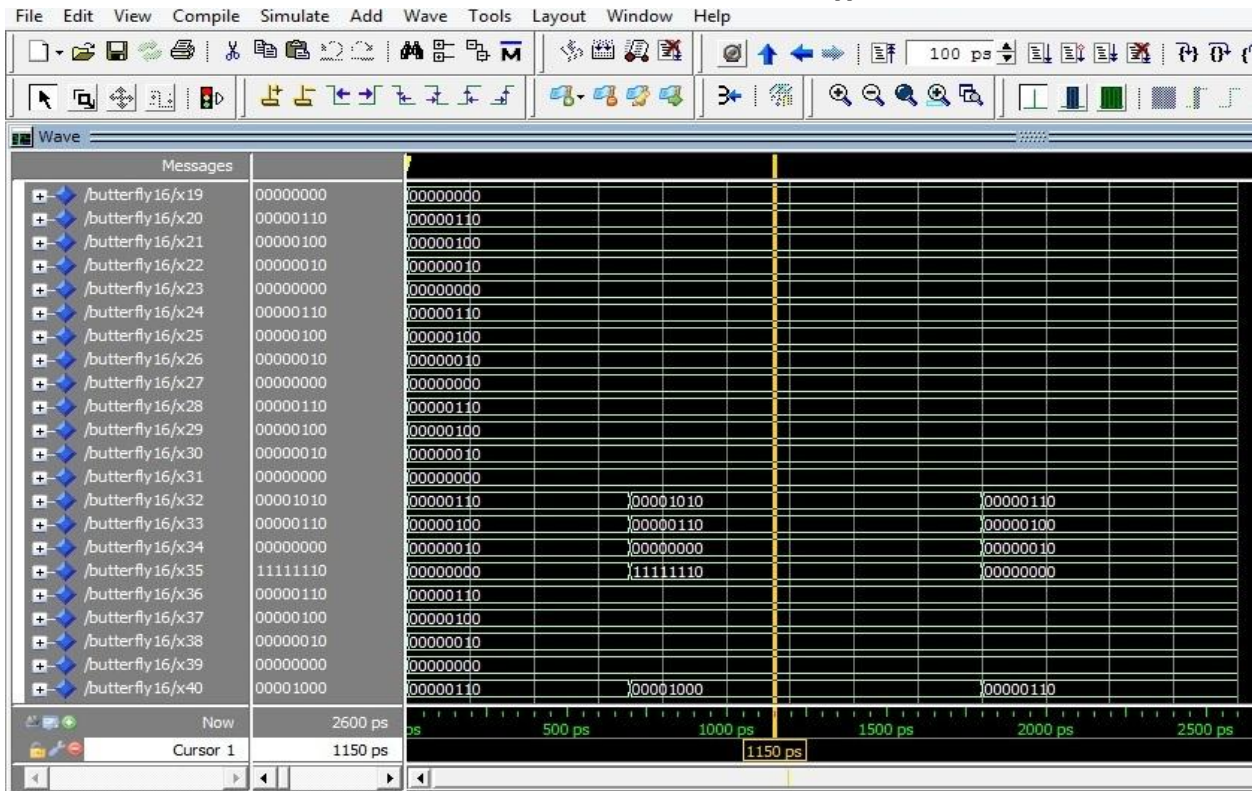 File Edit View Compile Simulate Add Wave Tools Layout Window Help
100 ps
Wave
Messages
/butterfly16/x19 00000000 00000000
/butterfly16/x20 00000110 00000110
/butterfly16/x21 00000100 00000100
/butterfly16/x22 00000010 00000010
/butterfly16/x23 00000000 00000000
/butterfly16/x24 00000110 00000110
/butterfly16/x25 00000100 00000100
/butterfly16/x26 00000010 00000010
/butterfly16/x27 00000000 00000000
/butterfly16/x28 00000110 00000110
/butterfly16/x29 00000100 00000100
/butterfly16/x30 00000010 00000010
/butterfly16/x31 00000000 00000000
/butterfly16/x32 00001010 00000110 00001010 00000110
/butterfly16/x33 00000110 00000100 00000110 00000100
/butterfly16/x34 00000000 00000010 00000000 00000010
/butterfly16/x35 11111110 00000000 11111110 00000000
/butterfly16/x36 00000110 00000110
/butterfly16/x37 00000100 00000100
/butterfly16/x38 00000010 00000010
/butterfly16/x39 00000000 00000000
/butterfly16/x40 00001000 00000110 00001000 00000110
Now 2600 ps ps 500 ps 1000 ps 1500 ps 2000 ps 2500 ps
Cursor 1 1150 ps 1150 ps